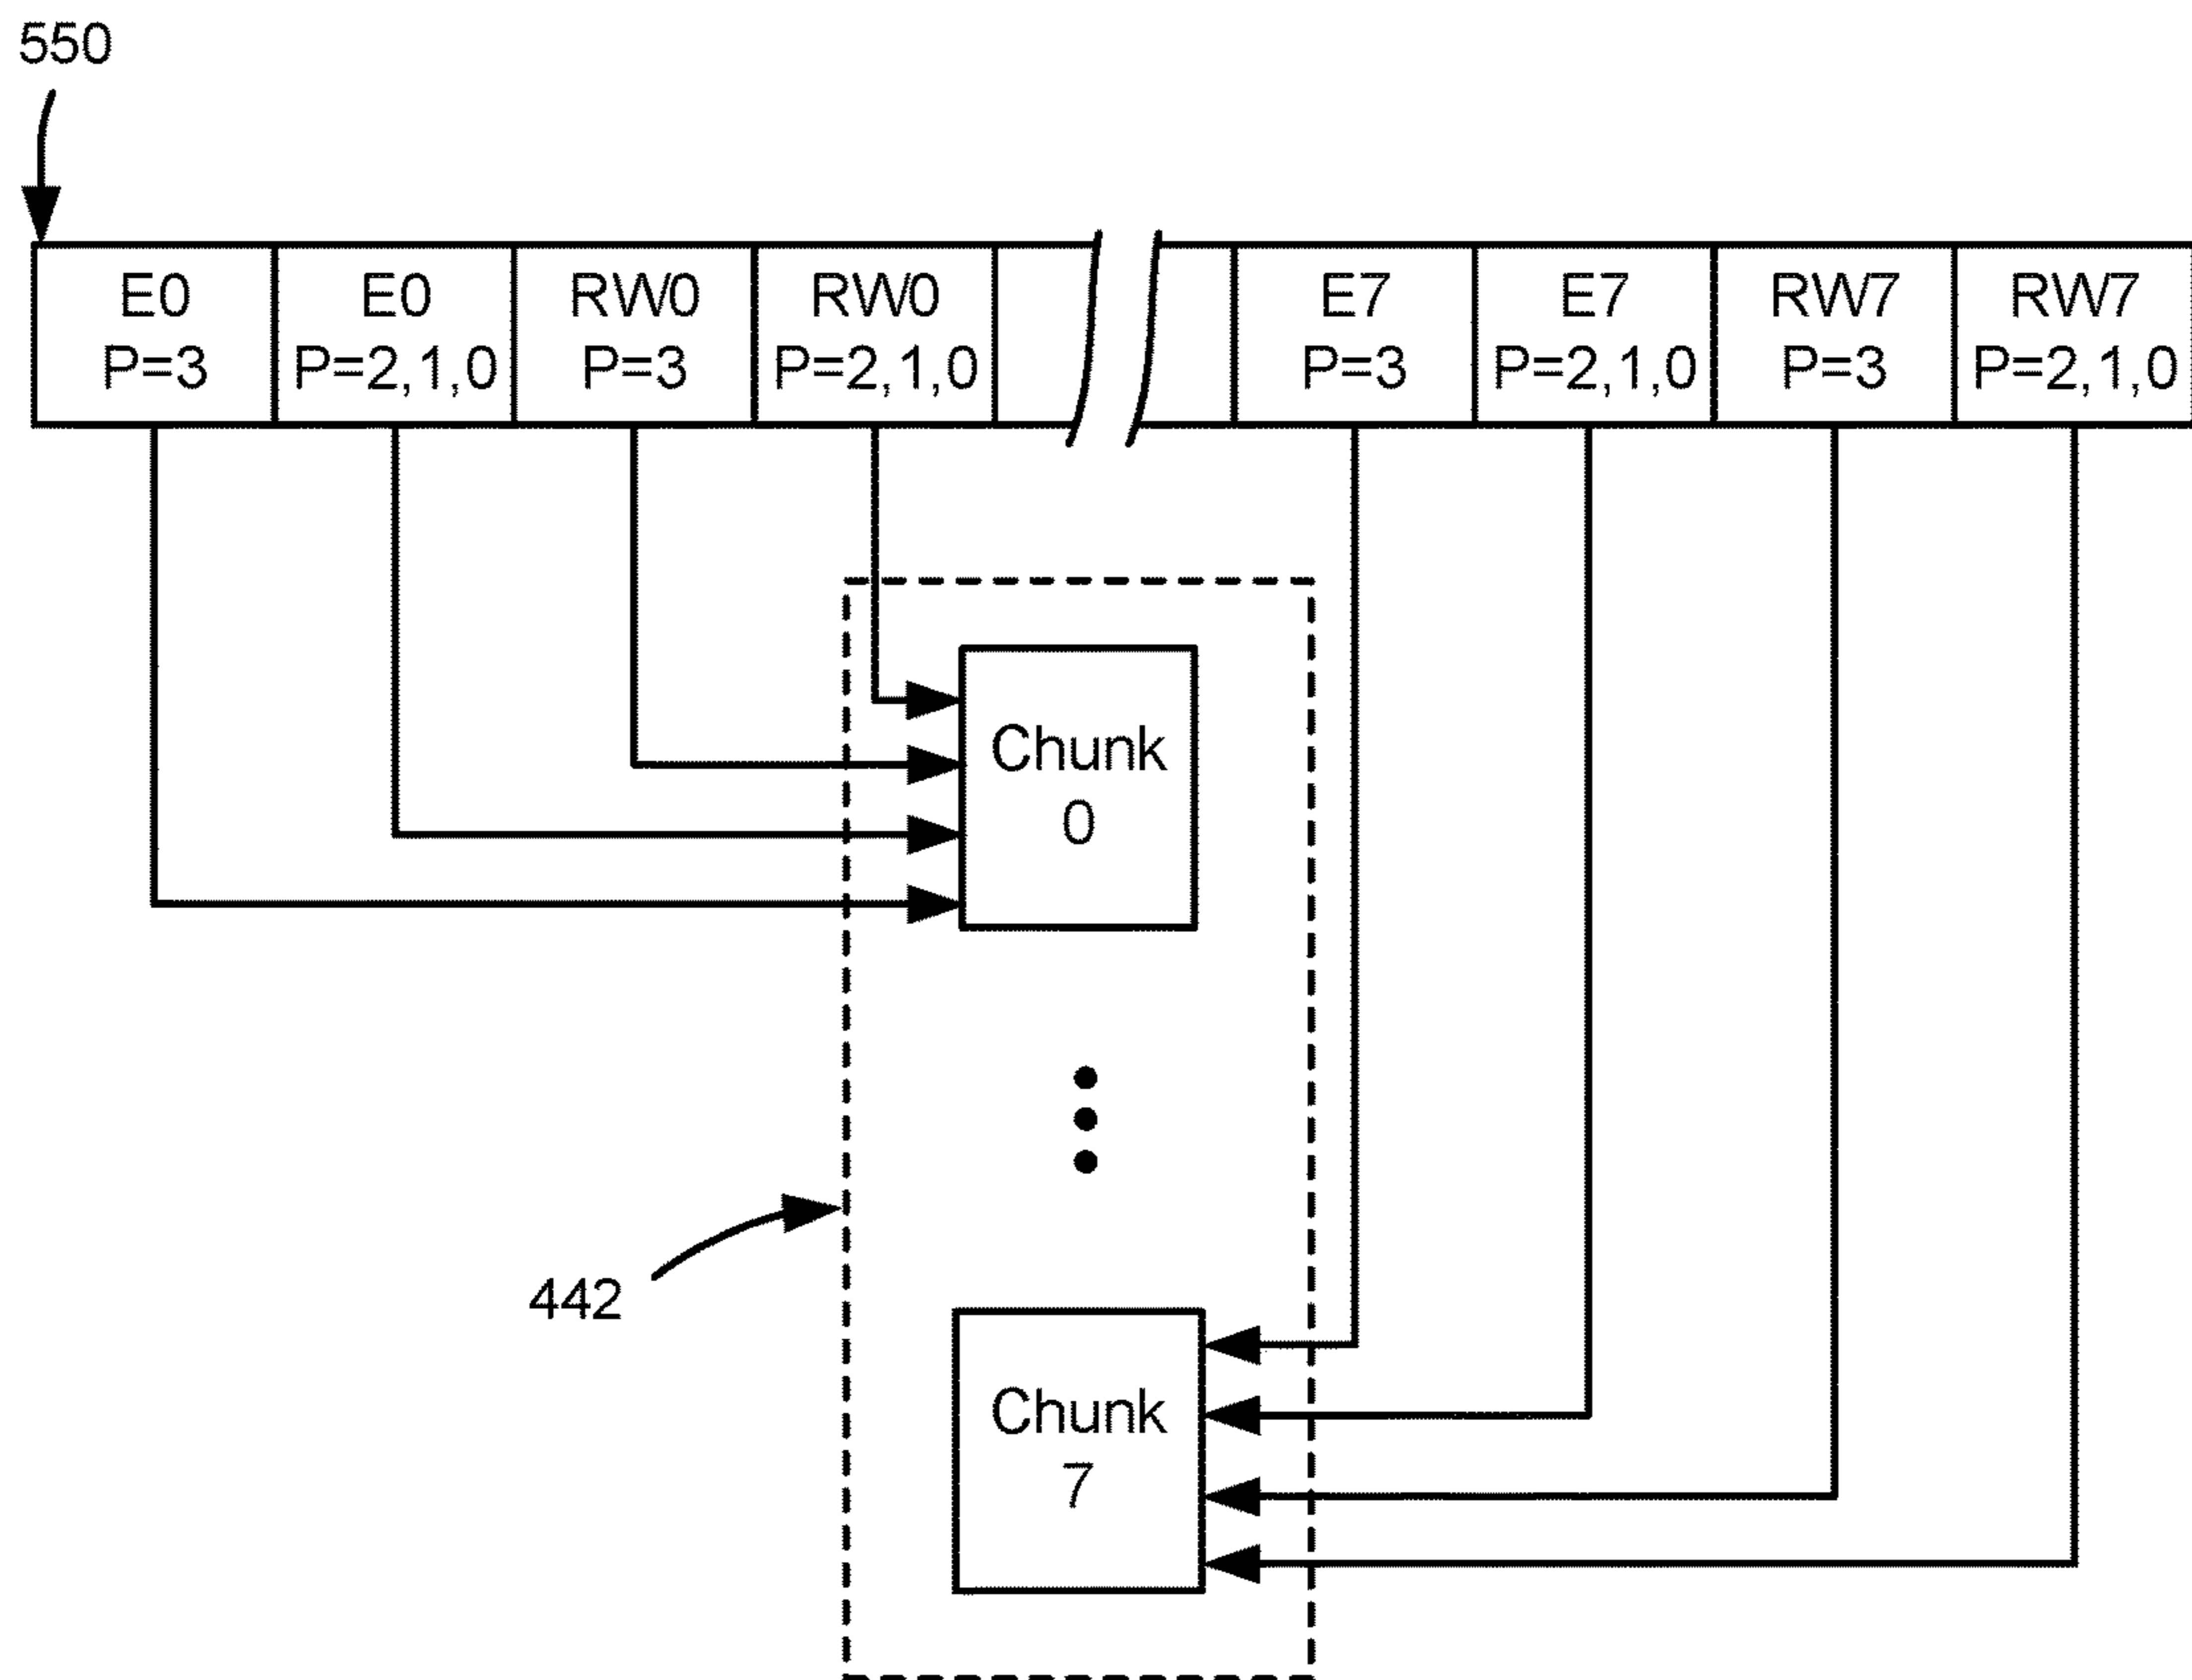 550
E0
P=3
E0
P=2,1,0
RW0
P=3
RW0
P=2,1,0
E7
P=3
E7
P=2,1,0
RW7
P=3
RW7
P=2,1,0
Chunk
0
442
Chunk
7